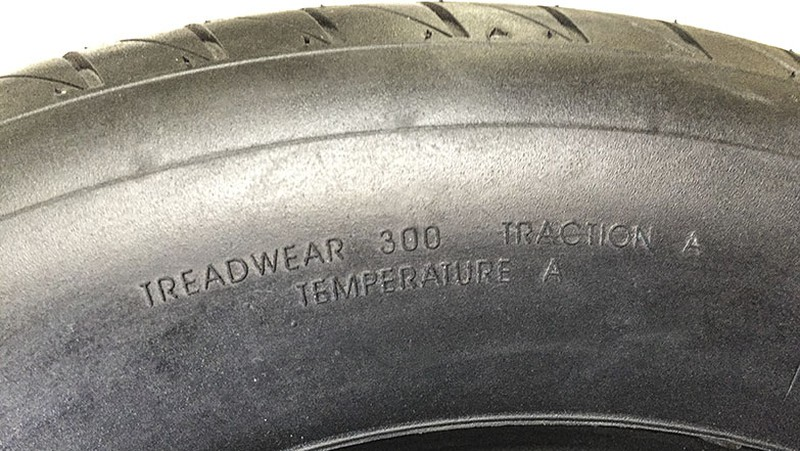 TREADWEAR 300 TRACTION A
TEMPERATURE A